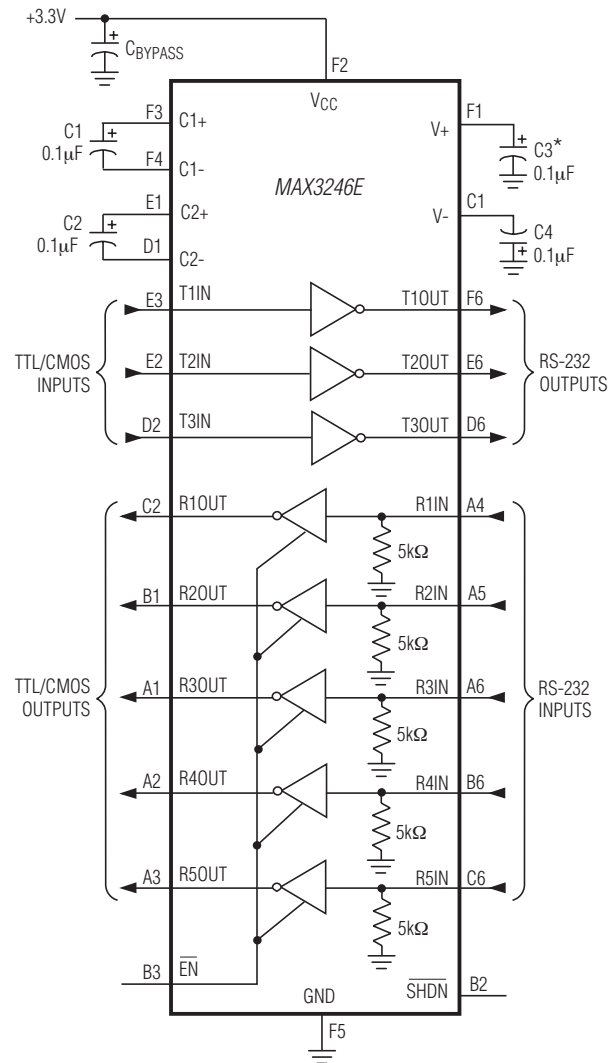 +3.3V
CBYPASS
F2
VCC
F3
C1+
C1
0.1µF
F4
C1-
E1
C2+
C2
0.1µF
D1
C2-
MAX3246E
F1
V+
C3*
0.1µF
C1
V-
C4
0.1µF
TTL/CMOS
INPUTS
E3 T1IN T1OUT F6
E2 T2IN T2OUT E6
D2 T3IN T3OUT D6
RS-232
OUTPUTS
TTL/CMOS
OUTPUTS
C2 R1OUT R1IN A4
5kΩ
B1 R2OUT R2IN A5
5kΩ
A1 R3OUT R3IN A6
5kΩ
A2 R4OUT R4IN B6
5kΩ
A3 R5OUT R5IN C6
5kΩ
RS-232
INPUTS
B3 E̅N̅
GND
S̅H̅D̅N̅ B2
F5